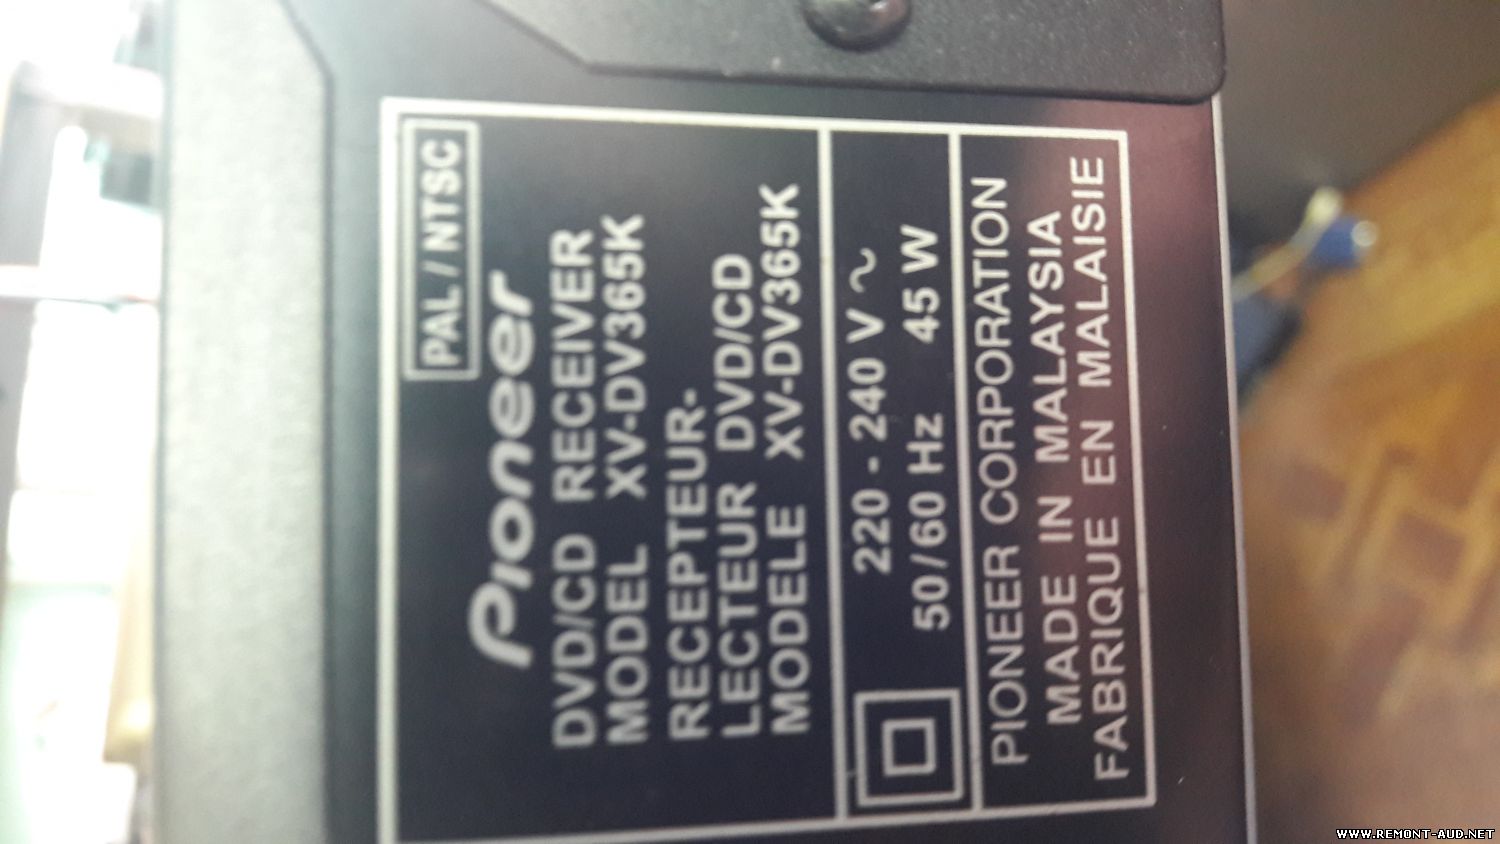 PAL / NTSC
Pioneer
DVD/CD RECEIVER
MODEL XV-DV365K
RECEPTEUR-
LECTEUR DVD/CD
MODELE XV-DV365K
220 - 240 V ~
50/60 Hz 45 W
PIONEER CORPORATION
MADE IN MALAYSIA
FABRIQUE EN MALAISIE
WWW.REMONT-AUD.NET